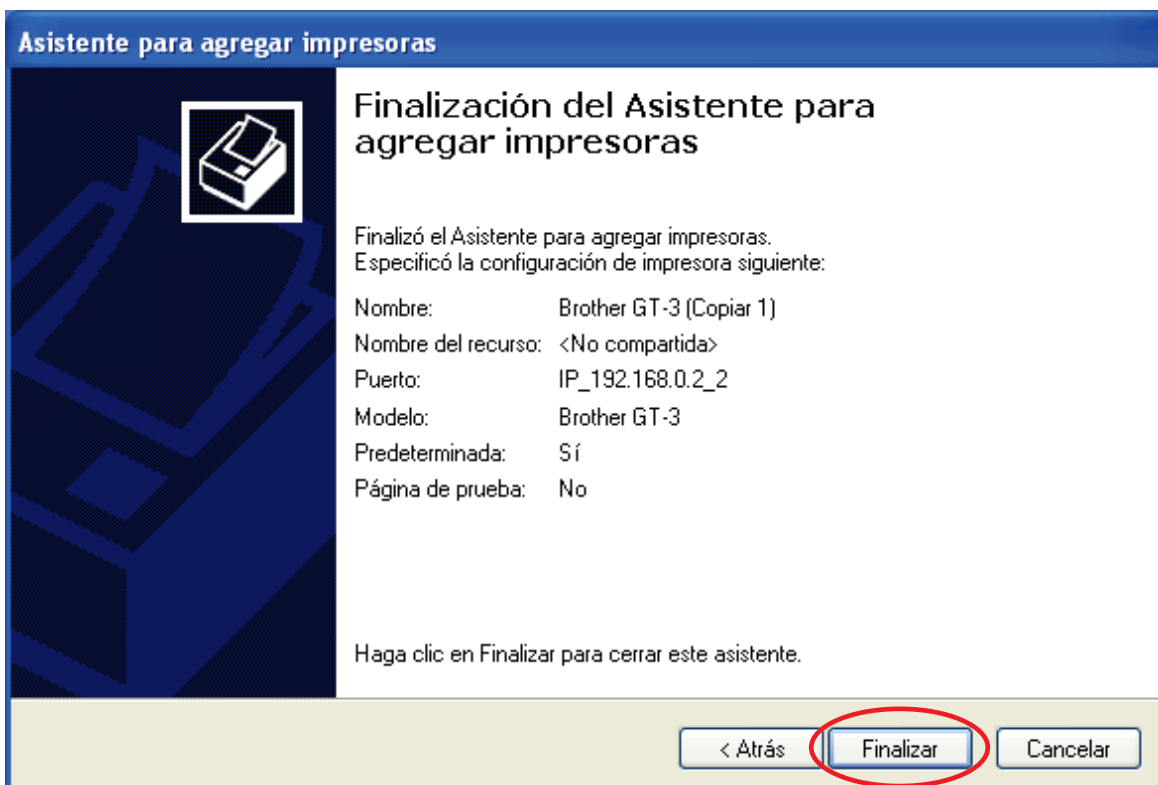 Asistente para agregar impresoras
Finalización del Asistente para
agregar impresoras
Finalizó el Asistente para agregar impresoras.
Especificó la configuración de impresora siguiente:
Nombre: Brother GT-3 (Copiar 1)
Nombre del recurso: <No compartida>
Puerto: IP_192.168.0.2_2
Modelo: Brother GT-3
Predeterminada: Sí
Página de prueba: No
Haga clic en Finalizar para cerrar este asistente.
< Atrás Finalizar Cancelar